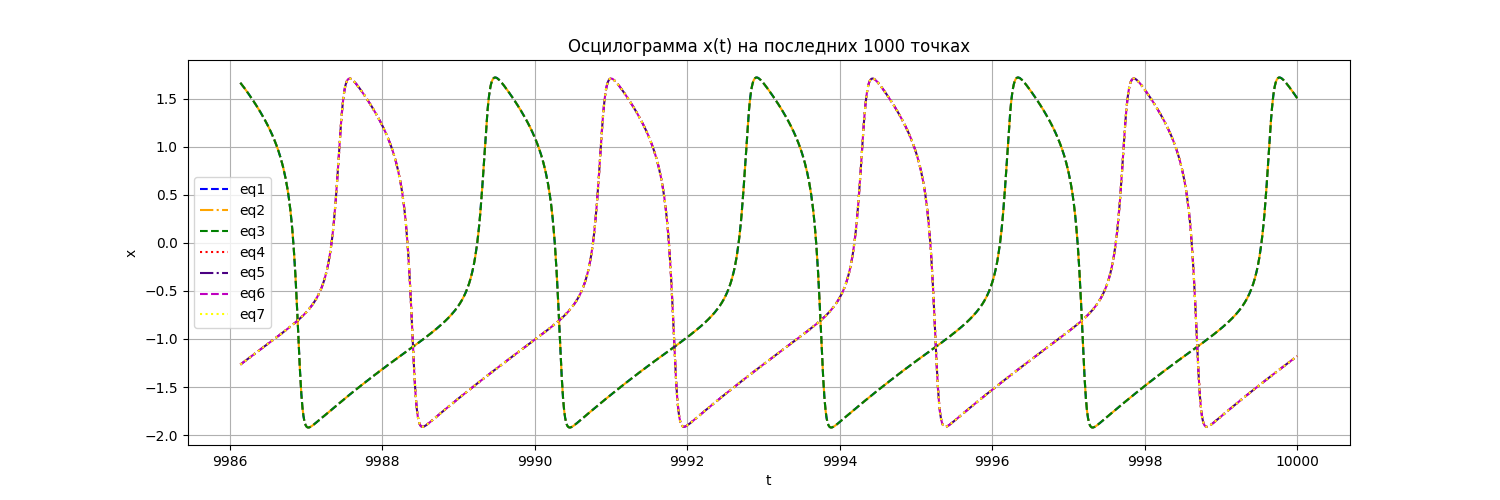 Осцилограмма x(t) на последних 1000 точках
x
1.5
1.0
0.5
0.0
−0.5
−1.0
−1.5
−2.0
eq1
eq2
eq3
eq4
eq5
eq6
eq7
9986
9988
9990
9992
9994
9996
9998
10000
t